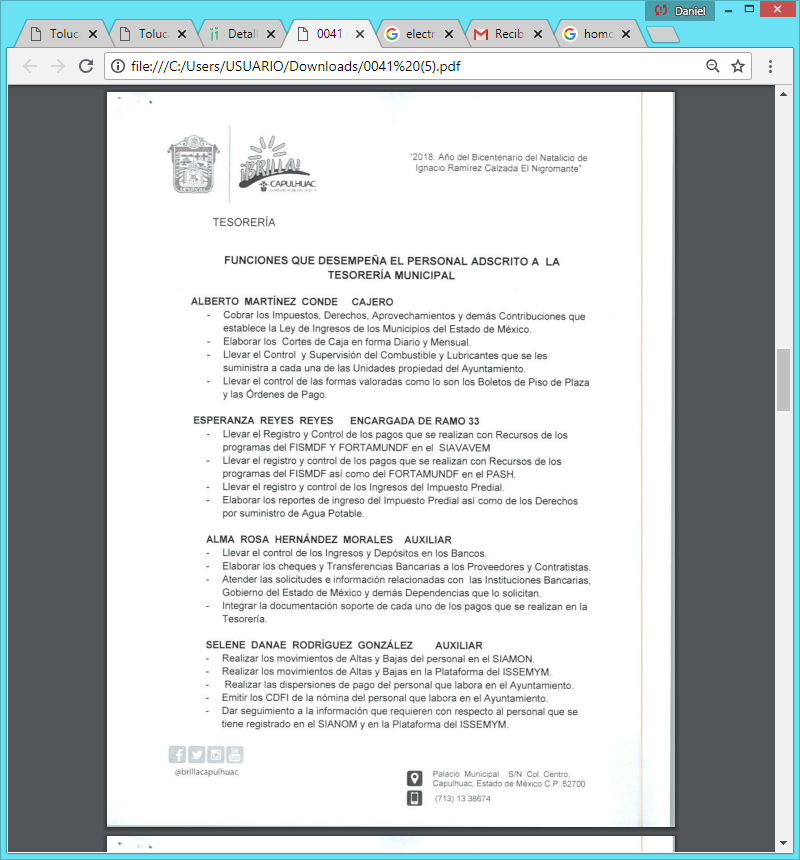 Daniel
Toluca
Toluca
Detall
0041
electr
Recib
homc
file:///C:/Users/USUARIO/Downloads/0041%20(5).pdf
¡BRILLA!
CAPULHUAC
"2018. Año del Bicentenario del Natalicio de
Ignacio Ramírez Calzada El Nigromante"
TESORERÍA
FUNCIONES QUE DESEMPEÑA EL PERSONAL ADSCRITO A LA
TESORERÍA MUNICIPAL
ALBERTO MARTÍNEZ CONDE CAJERO
- Cobrar los Impuestos, Derechos, Aprovechamientos y demás Contribuciones que
establece la Ley de Ingresos de los Municipios del Estado de México.
- Elaborar los Cortes de Caja en forma Diario y Mensual.
- Llevar el Control y Supervisión del Combustible y Lubricantes que se les
suministra a cada una de las Unidades propiedad del Ayuntamiento.
- Llevar el control de las formas valoradas como lo son los Boletos de Piso de Plaza
y las Órdenes de Pago.
ESPERANZA REYES REYES ENCARGADA DE RAMO 33
- Llevar el Registro y Control de los pagos que se realizan con Recursos de los
programas del FISMDF Y FORTAMUNDF en el SIAVAVEM
- Llevar el registro y control de los pagos que se realizan con Recursos de los
programas del FISMDF así como del FORTAMUNDF en el PASH.
- Llevar el registro y control de los Ingresos del Impuesto Predial.
- Elaborar los reportes de ingreso del Impuesto Predial así como de los Derechos
por suministro de Agua Potable.
ALMA ROSA HERNÁNDEZ MORALES AUXILIAR
- Llevar el control de los Ingresos y Depósitos en los Bancos.
- Elaborar los cheques y Transferencias Bancarias a los Proveedores y Contratistas.
- Atender las solicitudes e información relacionadas con las Instituciones Bancarias,
Gobierno del Estado de México y demás Dependencias que lo solicitan.
- Integrar la documentación soporte de cada uno de los pagos que se realizan en la
Tesorería.
SELENE DANAE RODRÍGUEZ GONZÁLEZ AUXILIAR
- Realizar los movimientos de Altas y Bajas del personal en el SIAMON.
- Realizar los movimientos de Altas y Bajas en la Plataforma del ISSEMYM.
- Realizar las dispersiones de pago del personal que labora en el Ayuntamiento.
- Emitir los CDFI de la nómina del personal que labora en el Ayuntamiento.
- Dar seguimiento a la información que requieren con respecto al personal que se
tiene registrado en el SIANOM y en la Plataforma del ISSEMYM.
@brillacapulhuac
Palacio Municipal S/N Col. Centro,
Capulhuac, Estado de México C.P. 52700
(713) 13 38674